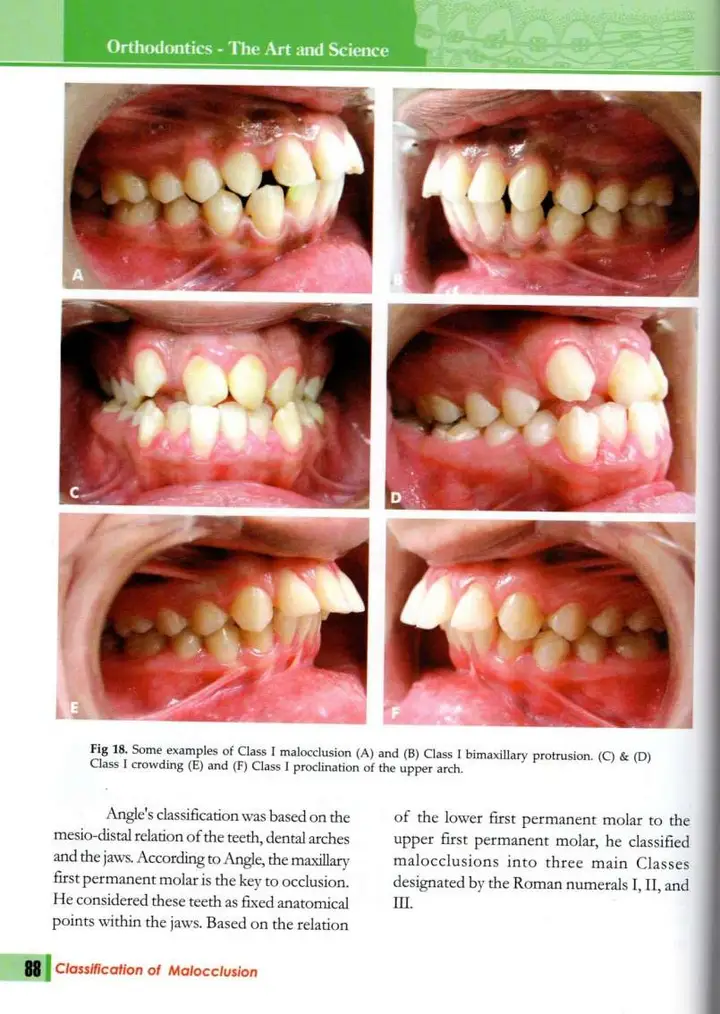 Orthodontics - The Art and Science
A
B
C
D
E
F
Fig 18. Some examples of Class I malocclusion (A) and (B) Class I bimaxillary protrusion. (C) & (D)
Class I crowding (E) and (F) Class I proclination of the upper arch.
Angle's classification was based on the
mesio-distal relation of the teeth, dental arches
and the jaws. According to Angle, the maxillary
first permanent molar is the key to occlusion.
He considered these teeth as fixed anatomical
points within the jaws. Based on the relation
of the lower first permanent molar to the
upper first permanent molar, he classified
malocclusions into three main Classes
designated by the Roman numerals I, II, and
III.
88 Classification of Malocclusion